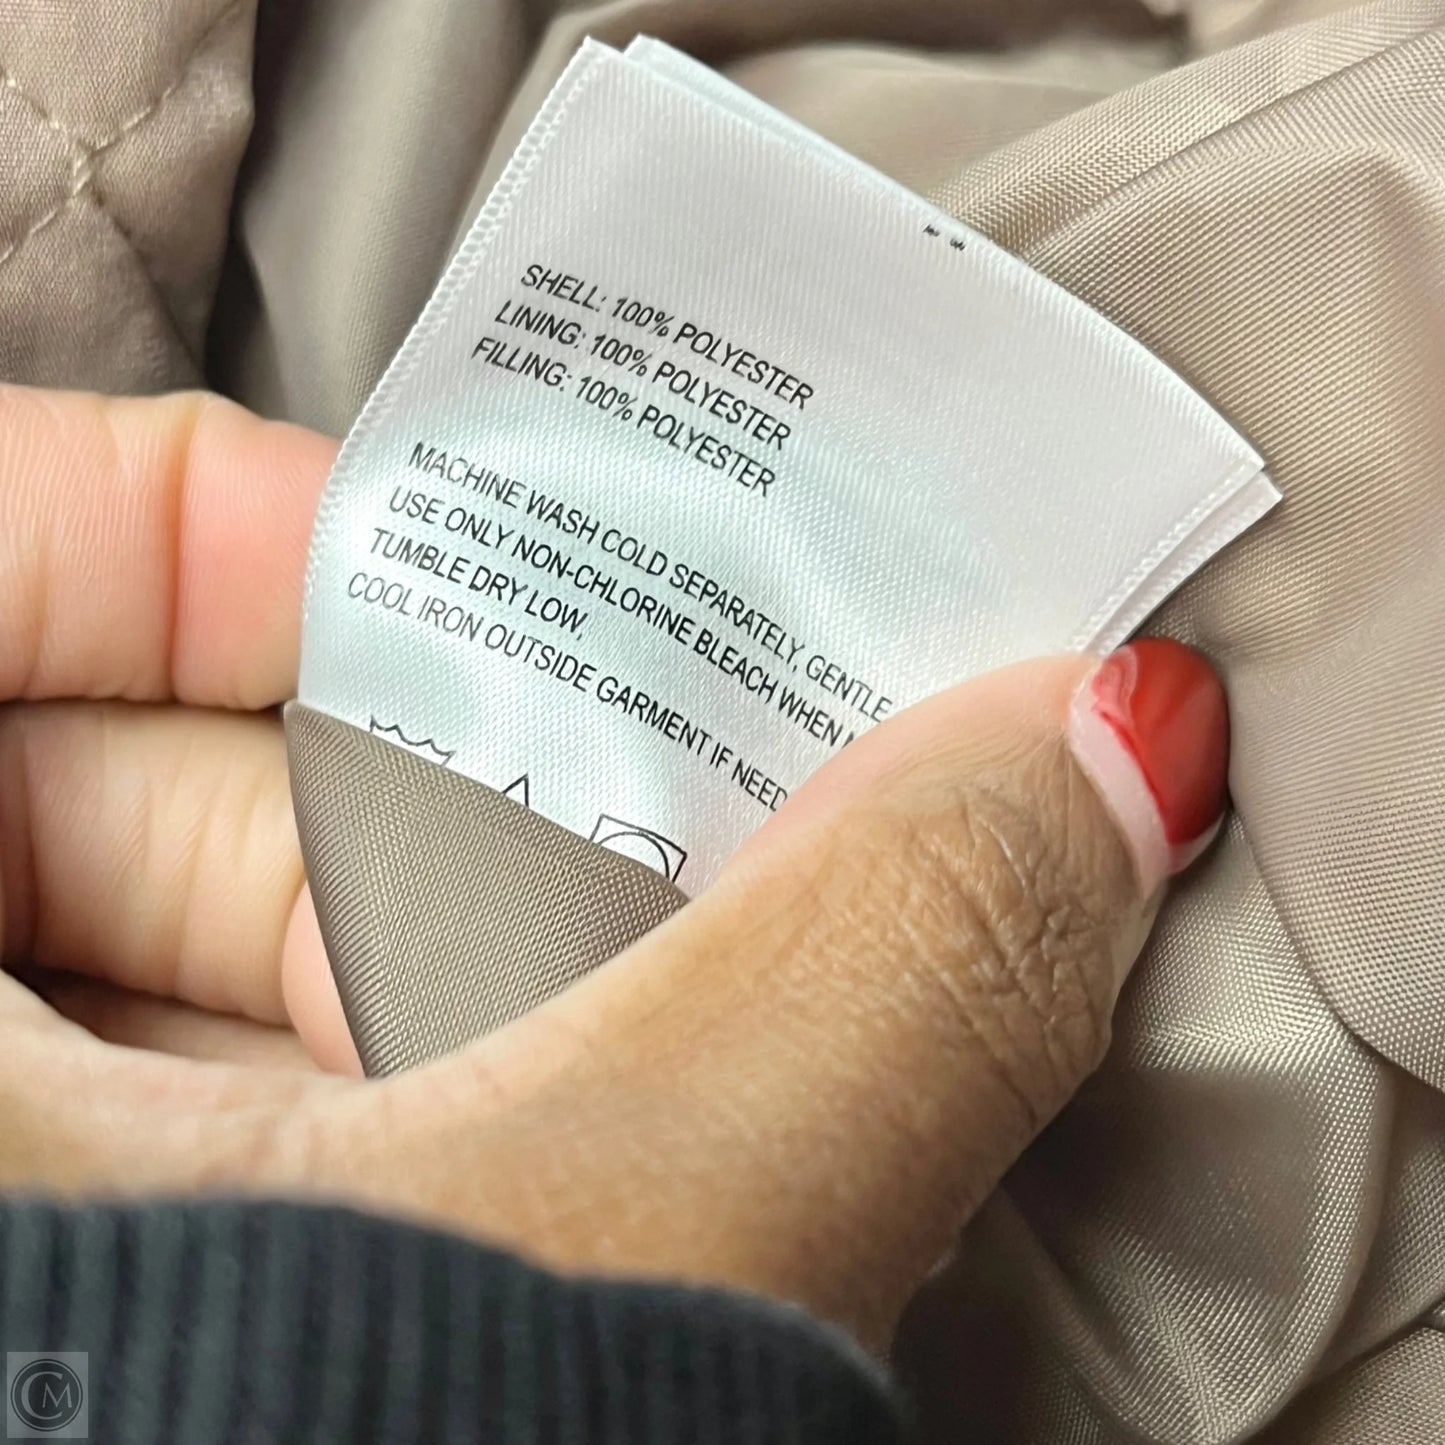 SHELL: 100% POLYESTER
LINING: 100% POLYESTER
FILLING: 100% POLYESTER
MACHINE WASH COLD SEPARATELY, GENTLE
USE ONLY NON-CHLORINE BLEACH WHEN
TUMBLE DRY LOW,
COOL IRON OUTSIDE GARMENT IF NEED
CM